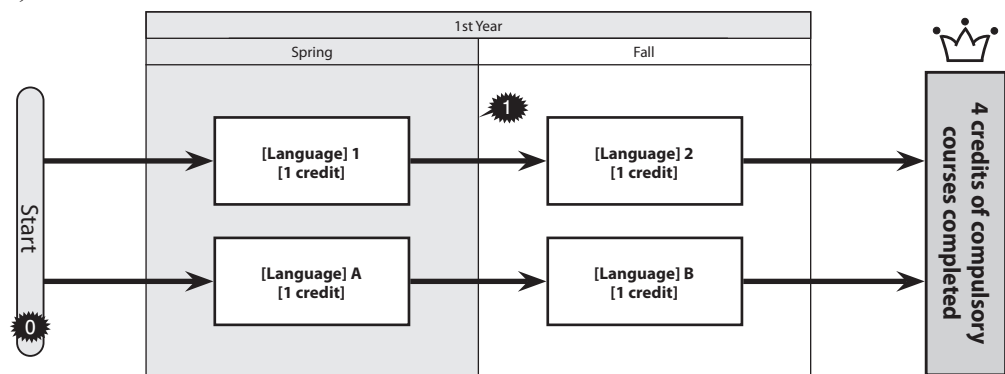 1st Year
Spring
Fall
1
[Language] 1
[1 credit]
[Language] 2
[1 credit]
Start
[Language] A
[1 credit]
[Language] B
[1 credit]
0
4 credits of compulsory
courses completed